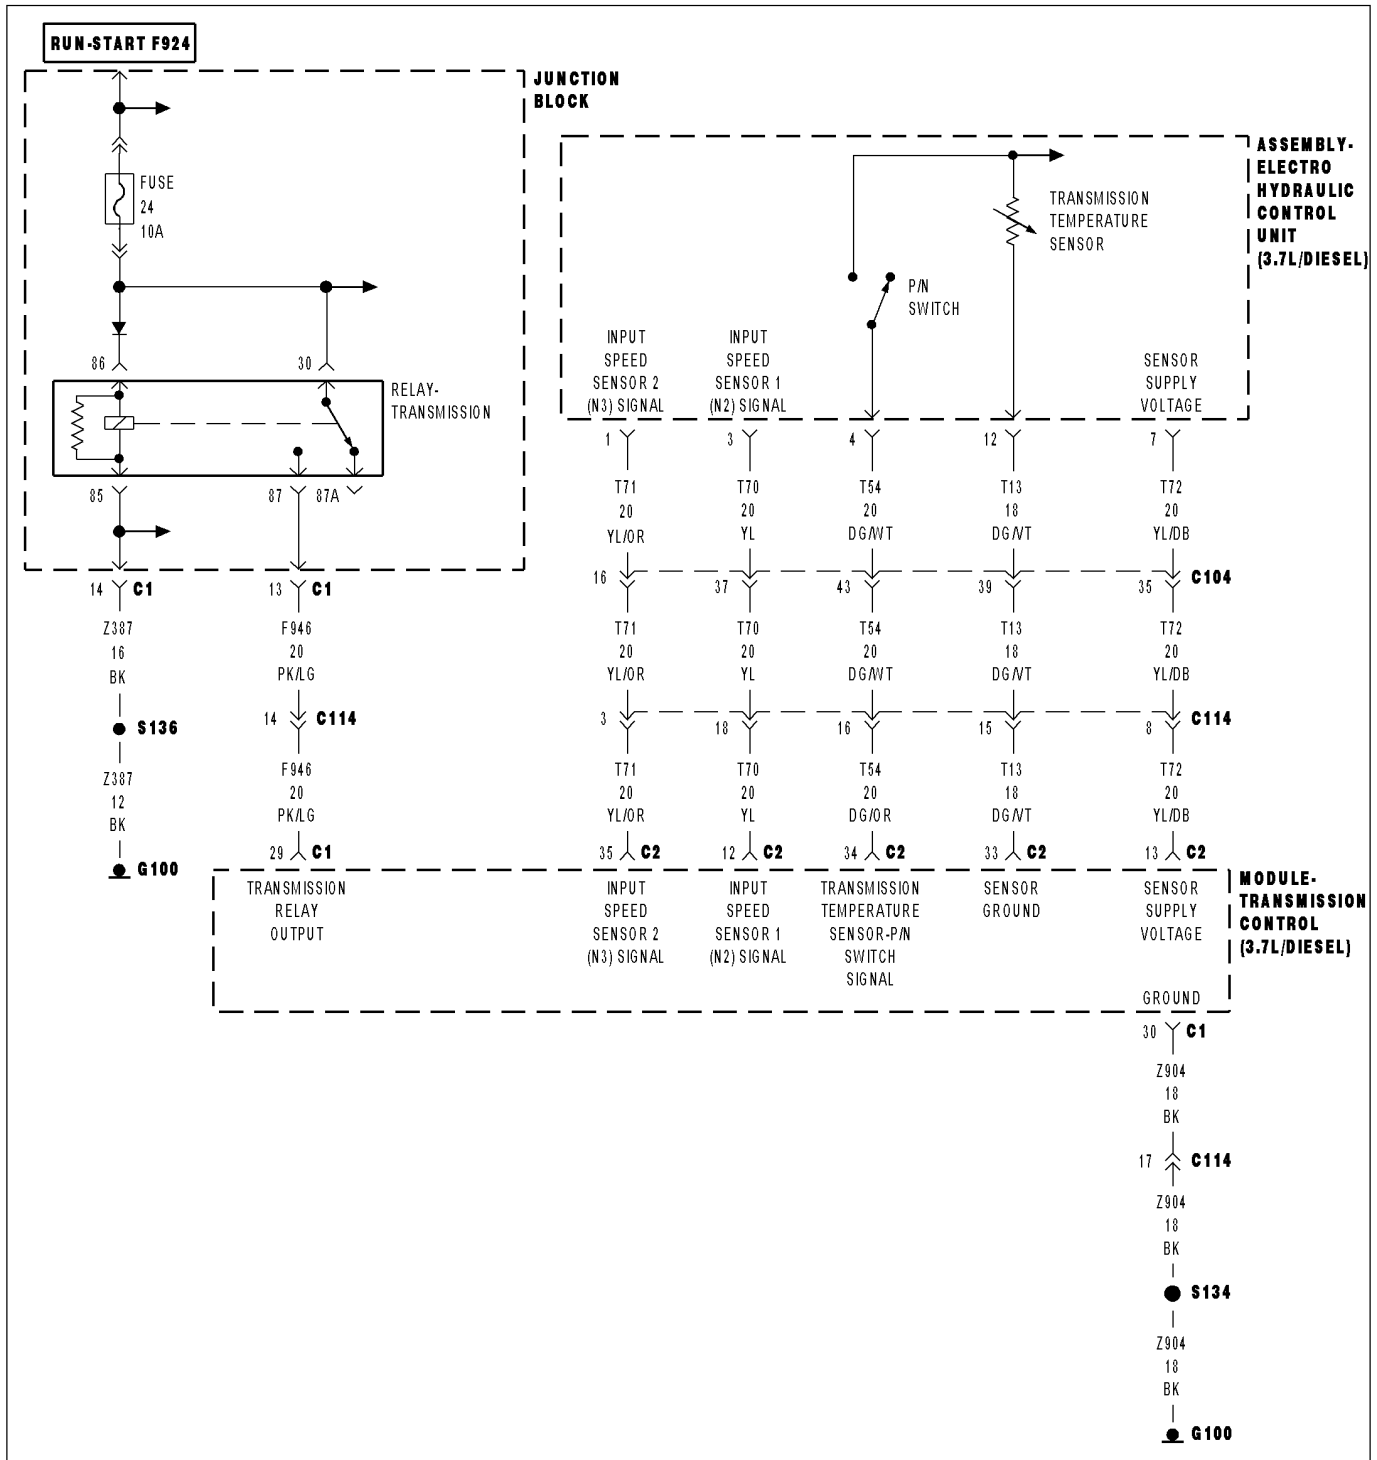 RUN-START F924
JUNCTION
BLOCK
FUSE
24
10A
86
30
RELAY-
TRANSMISSION
85
87
87A
14 C1
13 C1
Z387
16
BK
F946
20
PK/LG
S136
14 C114
Z387
12
BK
F946
20
PK/LG
G100
29 C1
ASSEMBLY-
ELECTRO
HYDRAULIC
CONTROL
UNIT
(3.7L/DIESEL)
TRANSMISSION
TEMPERATURE
SENSOR
P/N
SWITCH
INPUT
SPEED
SENSOR 2
(N3) SIGNAL
INPUT
SPEED
SENSOR 1
(N2) SIGNAL
SENSOR
SUPPLY
VOLTAGE
1 3 4 12 7
T71 T70 T54 T13 T72
20 20 20 18 20
YL/OR YL DG/WT DG/VT YL/DB
16 37 43 39 35 C104
T71 T70 T54 T13 T72
20 20 20 18 20
YL/OR YL DG/WT DG/VT YL/DB
3 18 16 15 8 C114
T71 T70 T54 T13 T72
20 20 20 18 20
YL/OR YL DG/OR DG/VT YL/DB
35 C2 12 C2 34 C2 33 C2 13 C2
MODULE-
TRANSMISSION
CONTROL
(3.7L/DIESEL)
TRANSMISSION
RELAY
OUTPUT
INPUT
SPEED
SENSOR 2
(N3) SIGNAL
INPUT
SPEED
SENSOR 1
(N2) SIGNAL
TRANSMISSION
TEMPERATURE
SENSOR-P/N
SWITCH
SIGNAL
SENSOR
GROUND
SENSOR
SUPPLY
VOLTAGE
GROUND
30 C1
Z904
18
BK
17 C114
Z904
18
BK
S134
Z904
18
BK
G100